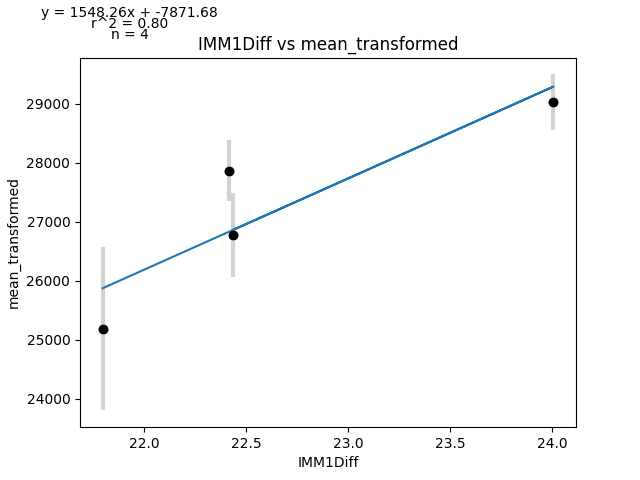 y = 1548.26x + -7871.68
r^2 = 0.80
n = 4
IMM1Diff vs mean_transformed
29000
28000
27000
26000
25000
24000
mean_transformed
22.0
22.5
23.0
23.5
24.0
IMM1Diff